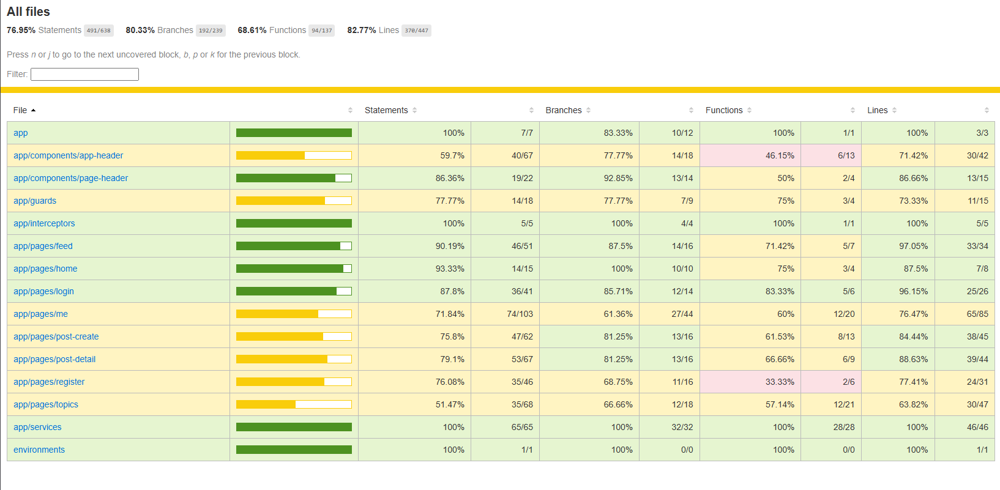 All files
76.95% Statements 491/638 80.33% Branches 192/239 68.61% Functions 94/137 82.77% Lines 370/447
Press n or j to go to the next uncovered block, b, p or k for the previous block.
Filter:
File Statements Branches Functions Lines
app 100% 7/7 83.33% 10/12 100% 1/1 100% 3/3
app/components/app-header 59.7% 40/67 77.77% 14/18 46.15% 6/13 71.42% 30/42
app/components/page-header 86.36% 19/22 92.85% 13/14 50% 2/4 86.66% 13/15
app/guards 77.77% 14/18 77.77% 7/9 75% 3/4 73.33% 11/15
app/interceptors 100% 5/5 100% 4/4 100% 1/1 100% 5/5
app/pages/feed 90.19% 46/51 87.5% 14/16 71.42% 5/7 97.05% 33/34
app/pages/home 93.33% 14/15 100% 10/10 75% 3/4 87.5% 7/8
app/pages/login 87.8% 36/41 85.71% 12/14 83.33% 5/6 96.15% 25/26
app/pages/me 71.84% 74/103 61.36% 27/44 60% 12/20 76.47% 65/85
app/pages/post-create 75.8% 47/62 81.25% 13/16 61.53% 8/13 84.44% 38/45
app/pages/post-detail 79.1% 53/67 81.25% 13/16 66.66% 6/9 88.63% 39/44
app/pages/register 76.08% 35/46 68.75% 11/16 33.33% 2/6 77.41% 24/31
app/pages/topics 51.47% 35/68 66.66% 12/18 57.14% 12/21 63.82% 30/47
app/services 100% 65/65 100% 32/32 100% 28/28 100% 46/46
environments 100% 1/1 100% 0/0 100% 0/0 100% 1/1